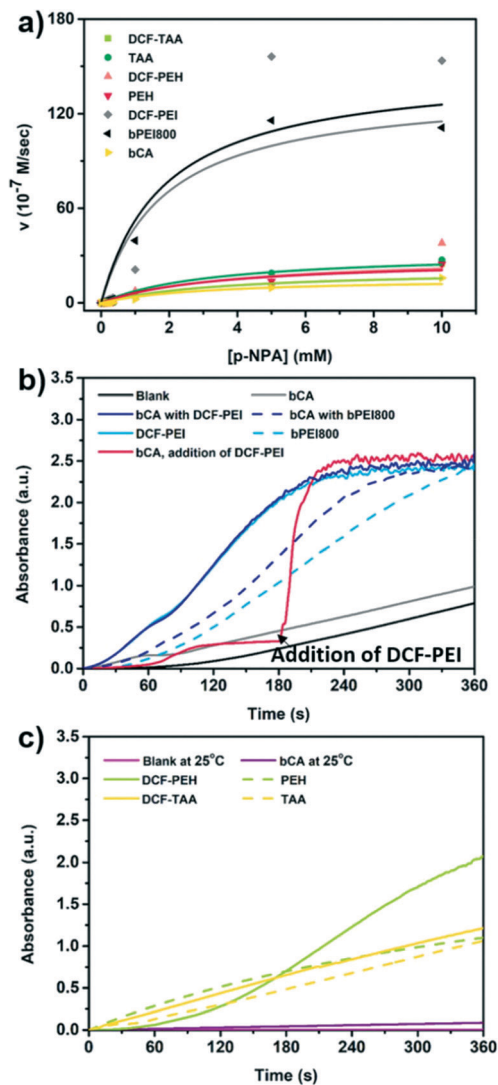 a)
180
120
60
0
v (10⁻⁷ M/sec)
DCF-TAA
TAA
DCF-PEH
PEH
DCF-PEI
bPEI800
bCA
0 2 4 6 8 10
[p-NPA] (mM)
b)
3.5
3.0
2.5
2.0
1.5
1.0
0.5
0.0
Absorbance (a.u.)
Blank bCA
bCA with DCF-PEI bCA with bPEI800
DCF-PEI bPEI800
bCA, addition of DCF-PEI
Addition of DCF-PEI
0 60 120 180 240 300 360
Time (s)
c)
3.5
3.0
2.5
2.0
1.5
1.0
0.5
0.0
Absorbance (a.u.)
Blank at 25°C bCA at 25°C
DCF-PEH PEH
DCF-TAA TAA
0 60 120 180 240 300 360
Time (s)